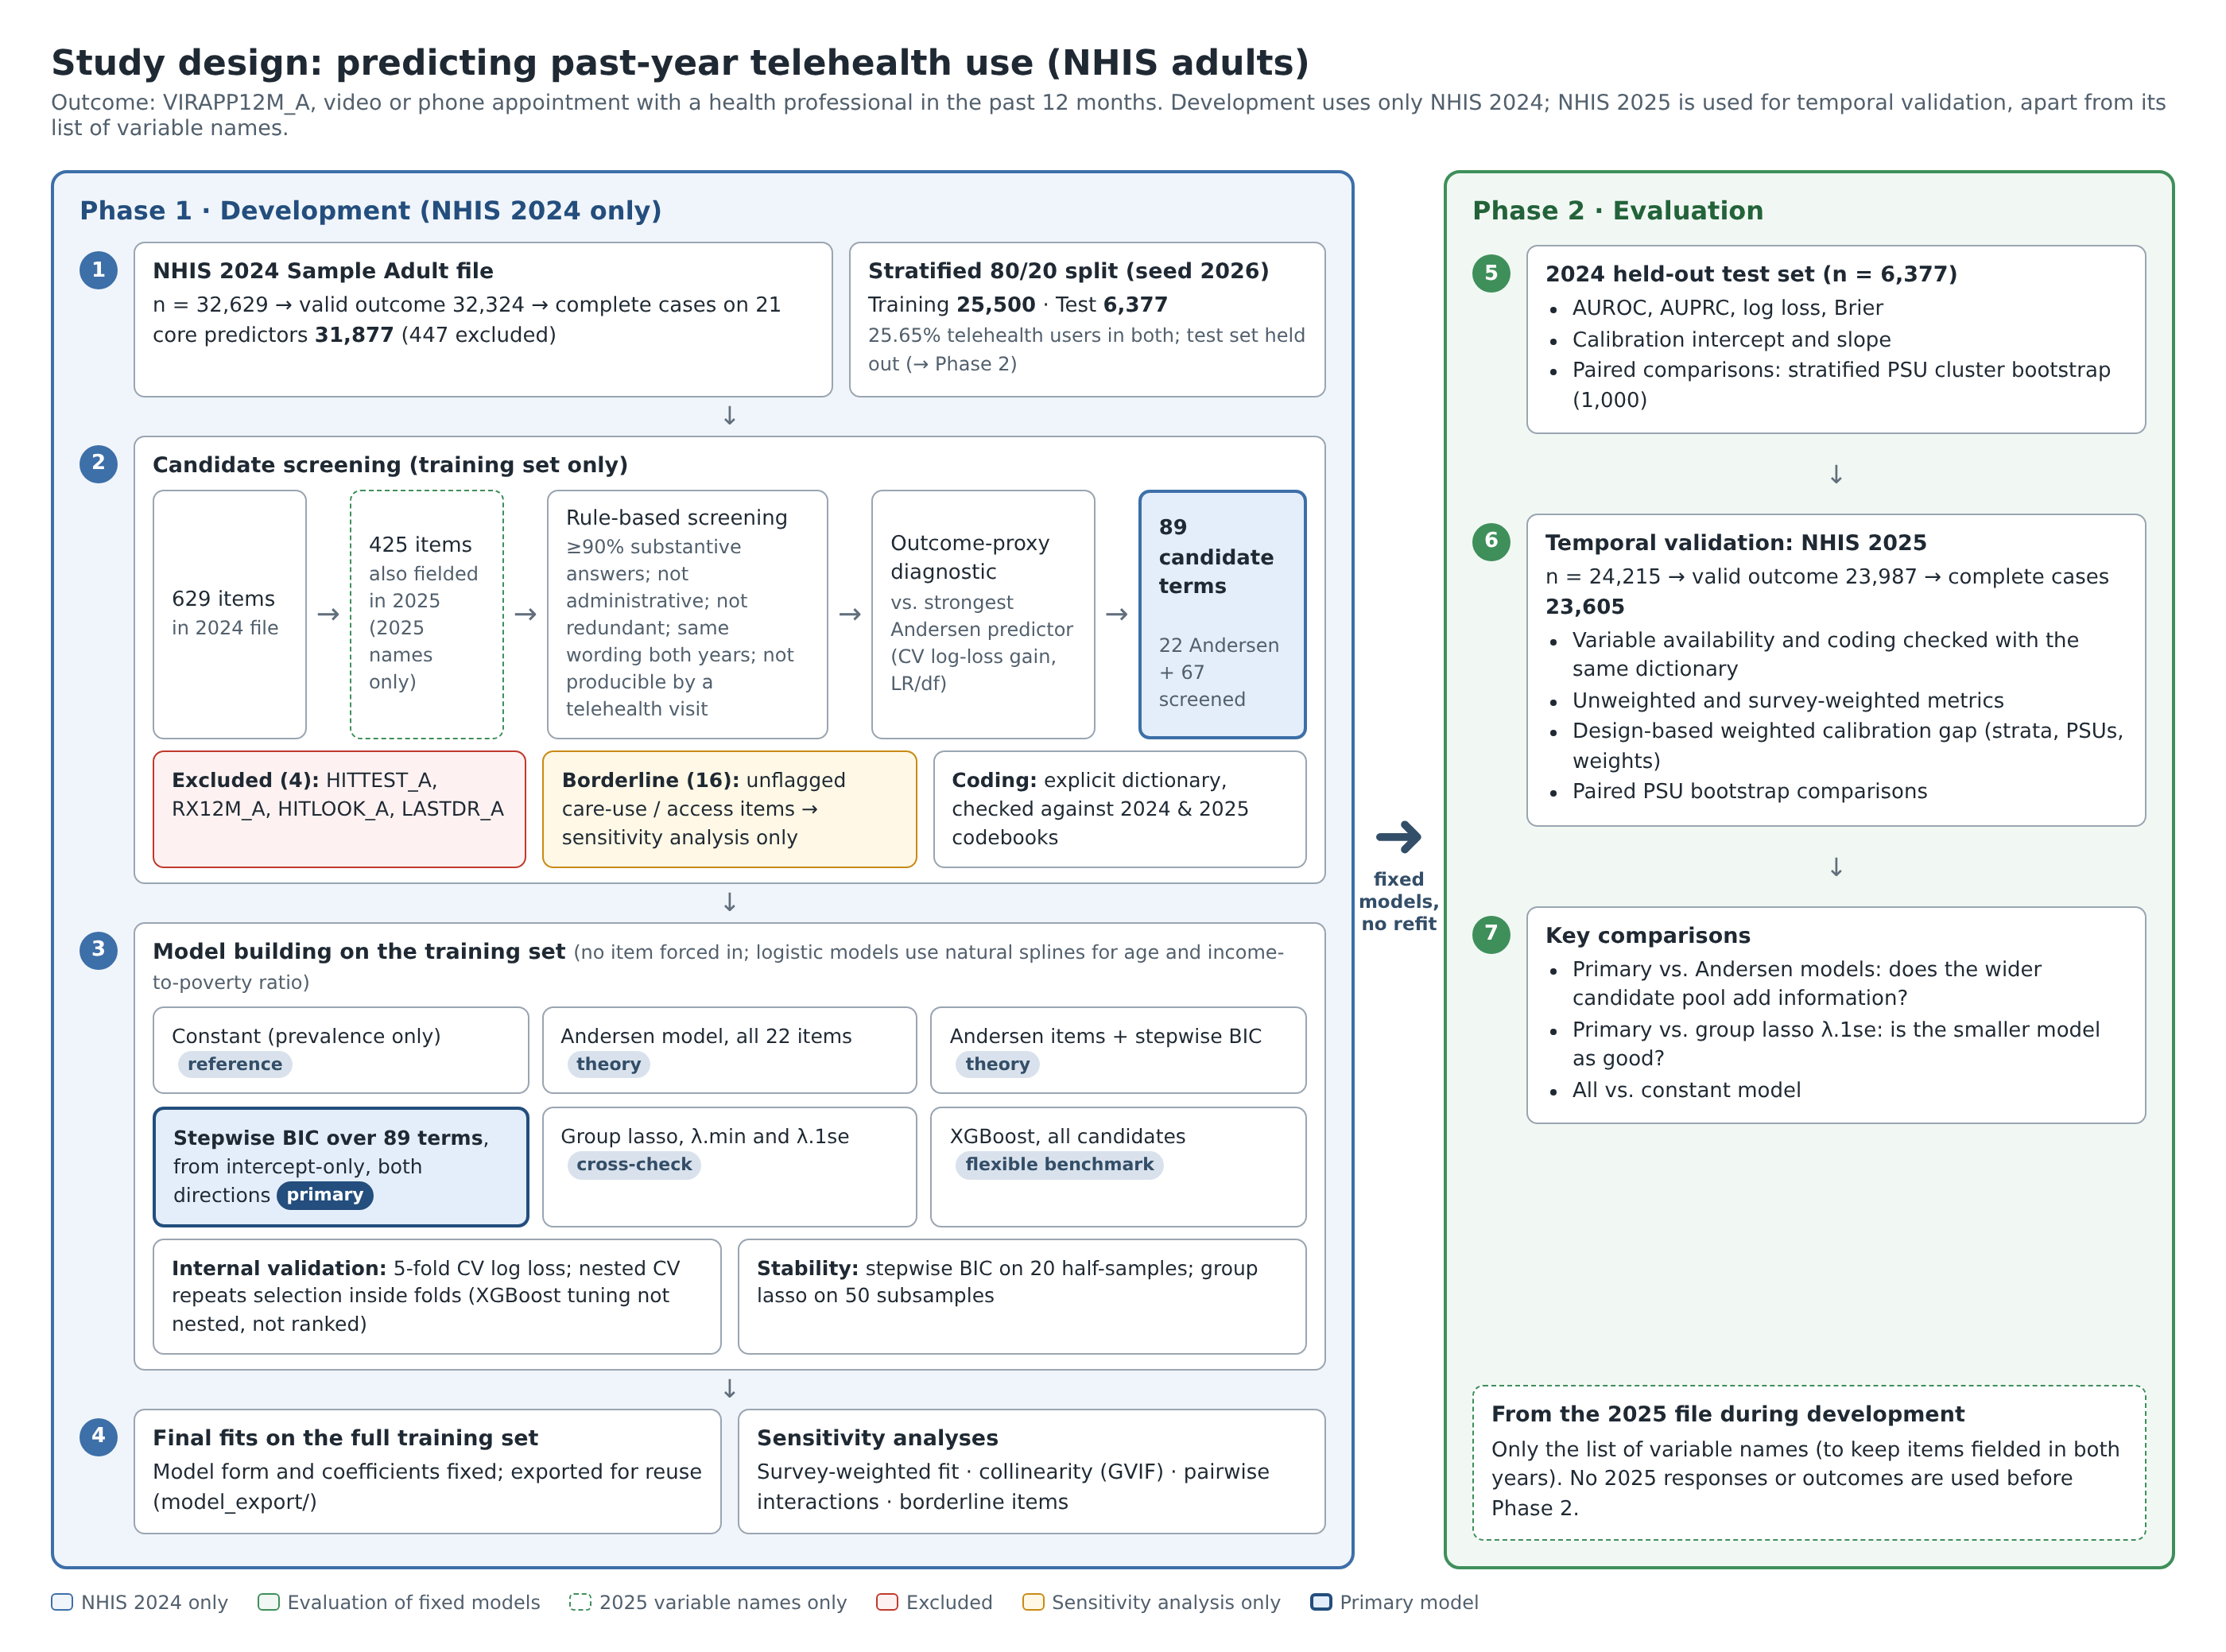 Study design: predicting past-year telehealth use (NHIS adults)
Outcome: VIRAPP12M_A, video or phone appointment with a health professional in the past 12 months. Development uses only NHIS 2024; NHIS 2025 is used for temporal validation, apart from its
list of variable names.
Phase 1 · Development (NHIS 2024 only)
1
NHIS 2024 Sample Adult file
n = 32,629 → valid outcome 32,324 → complete cases on 21
core predictors 31,877 (447 excluded)
Stratified 80/20 split (seed 2026)
Training 25,500 · Test 6,377
25.65% telehealth users in both; test set held
out (→ Phase 2)
↓
2
Candidate screening (training set only)
629 items
in 2024 file
→
425 items
also fielded
in 2025
(2025
names
only)
→
Rule-based screening
≥90% substantive
answers; not
administrative; not
redundant; same
wording both years; not
producible by a
telehealth visit
→
Outcome-proxy
diagnostic
vs. strongest
Andersen predictor
(CV log-loss gain,
LR/df)
→
89
candidate
terms
22 Andersen
+ 67
screened
Excluded (4): HITTEST_A,
RX12M_A, HITLOOK_A, LASTDR_A
Borderline (16): unflagged
care-use / access items →
sensitivity analysis only
Coding: explicit dictionary,
checked against 2024 & 2025
codebooks
↓
3
Model building on the training set (no item forced in; logistic models use natural splines for age and income-
to-poverty ratio)
Constant (prevalence only)
reference
Andersen model, all 22 items
theory
Andersen items + stepwise BIC
theory
Stepwise BIC over 89 terms,
from intercept-only, both
directions primary
Group lasso, λ.min and λ.1se
cross-check
XGBoost, all candidates
flexible benchmark
Internal validation: 5-fold CV log loss; nested CV
repeats selection inside folds (XGBoost tuning not
nested, not ranked)
Stability: stepwise BIC on 20 half-samples; group
lasso on 50 subsamples
↓
4
Final fits on the full training set
Model form and coefficients fixed; exported for reuse
(model_export/)
Sensitivity analyses
Survey-weighted fit · collinearity (GVIF) · pairwise
interactions · borderline items
➜
fixed
models,
no refit
Phase 2 · Evaluation
5
2024 held-out test set (n = 6,377)
• AUROC, AUPRC, log loss, Brier
• Calibration intercept and slope
• Paired comparisons: stratified PSU cluster bootstrap
(1,000)
↓
6
Temporal validation: NHIS 2025
n = 24,215 → valid outcome 23,987 → complete cases
23,605
• Variable availability and coding checked with the
same dictionary
• Unweighted and survey-weighted metrics
• Design-based weighted calibration gap (strata, PSUs,
weights)
• Paired PSU bootstrap comparisons
↓
7
Key comparisons
• Primary vs. Andersen models: does the wider
candidate pool add information?
• Primary vs. group lasso λ.1se: is the smaller model
as good?
• All vs. constant model
From the 2025 file during development
Only the list of variable names (to keep items fielded in both
years). No 2025 responses or outcomes are used before
Phase 2.
NHIS 2024 only
Evaluation of fixed models
2025 variable names only
Excluded
Sensitivity analysis only
Primary model